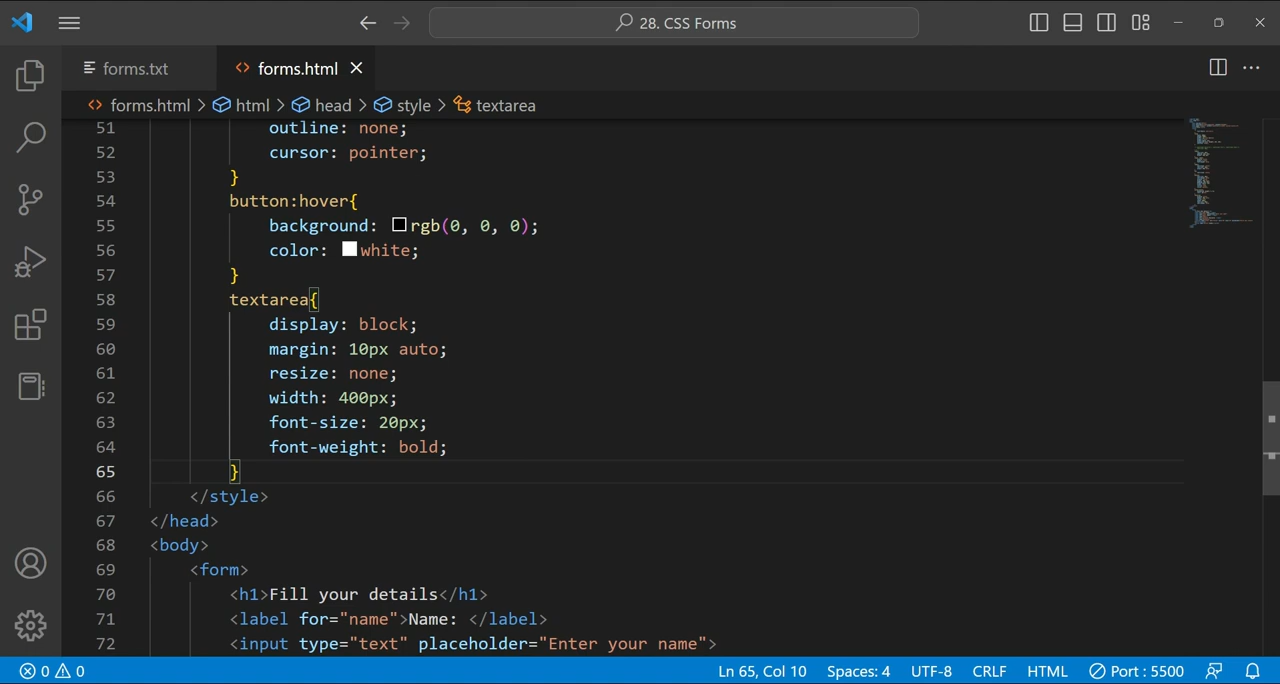 28. CSS Forms
forms.txt
forms.html
forms.html > html > head > style > textarea
51 outline: none;
52 cursor: pointer;
53 }
54 button:hover{
55 background: rgb(0, 0, 0);
56 color: white;
57 }
58 textarea{
59 display: block;
60 margin: 10px auto;
61 resize: none;
62 width: 400px;
63 font-size: 20px;
64 font-weight: bold;
65 }
66 </style>
67 </head>
68 <body>
69 <form>
70 <h1>Fill your details</h1>
71 <label for="name">Name: </label>
72 <input type="text" placeholder="Enter your name">
0 0 Ln 65, Col 10 Spaces: 4 UTF-8 CRLF HTML Port : 5500